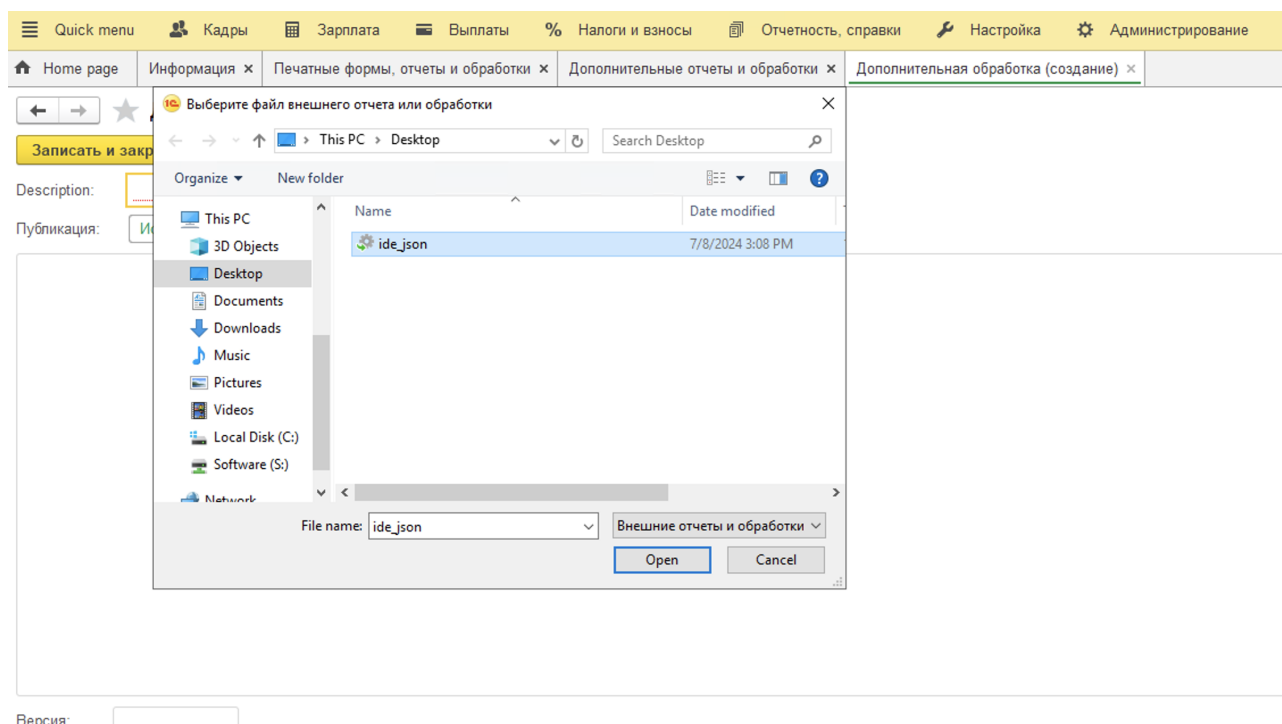 Quick menu Кадры Зарплата Выплаты % Налоги и взносы Отчетность, справки Настройка Администрирование
Home page Информация × Печатные формы, отчеты и обработки × Дополнительные отчеты и обработки × Дополнительная обработка (создание) ×
1С Выберите файл внешнего отчета или обработки
This PC > Desktop Search Desktop
Записать и закр
Organize New folder
Description:
This PC Name Date modified
Публикация: Ис
3D Objects ide_json 7/8/2024 3:08 PM
Desktop
Documents
Downloads
Music
Pictures
Videos
Local Disk (C:)
Software (S:)
Network
File name: ide_json Внешние отчеты и обработки
Open Cancel
Версия: